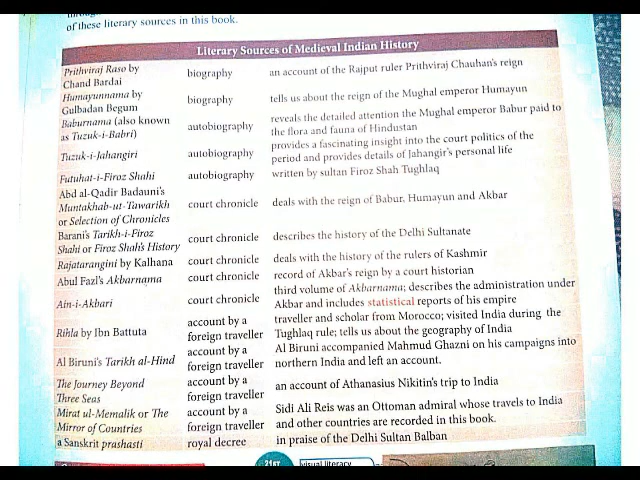 of these literary sources in this book.
Literary Sources of Medieval Indian History
Prithviraj Raso by Chand Bardai biography an account of the Rajput ruler Prithviraj Chauhan's reign
Humayunnama by Gulbadan Begum biography tells us about the reign of the Mughal emperor Humayun
Baburnama (also known as Tuzuk-i-Babri) autobiography reveals the detailed attention the Mughal emperor Babur paid to the flora and fauna of Hindustan
Tuzuk-i-Jahangiri autobiography provides a fascinating insight into the court politics of the period and provides details of Jahangir's personal life
Futuhat-i-Firoz Shahi autobiography written by sultan Firoz Shah Tughlaq
Abd al-Qadir Badauni's Muntakhab-ut-Tawarikh or Selection of Chronicles court chronicle deals with the reign of Babur, Humayun and Akbar
Barani's Tarikh-i-Firoz Shahi or Firoz Shah's History court chronicle describes the history of the Delhi Sultanate
Rajatarangini by Kalhana court chronicle deals with the history of the rulers of Kashmir
Abul Fazl's Akbarnama court chronicle record of Akbar's reign by a court historian
Ain-i-Akbari court chronicle third volume of Akbarnama; describes the administration under Akbar and includes statistical reports of his empire
Rihla by Ibn Battuta account by a foreign traveller traveller and scholar from Morocco; visited India during the Tughlaq rule; tells us about the geography of India
Al Biruni's Tarikh al-Hind account by a foreign traveller Al Biruni accompanied Mahmud Ghazni on his campaigns into northern India and left an account.
The Journey Beyond Three Seas account by a foreign traveller an account of Athanasius Nikitin's trip to India
Mirat ul-Memalik or The Mirror of Countries account by a foreign traveller Sidi Ali Reis was an Ottoman admiral whose travels to India and other countries are recorded in this book.
a Sanskrit prashasti royal decree in praise of the Delhi Sultan Balban
21ST visual literacy